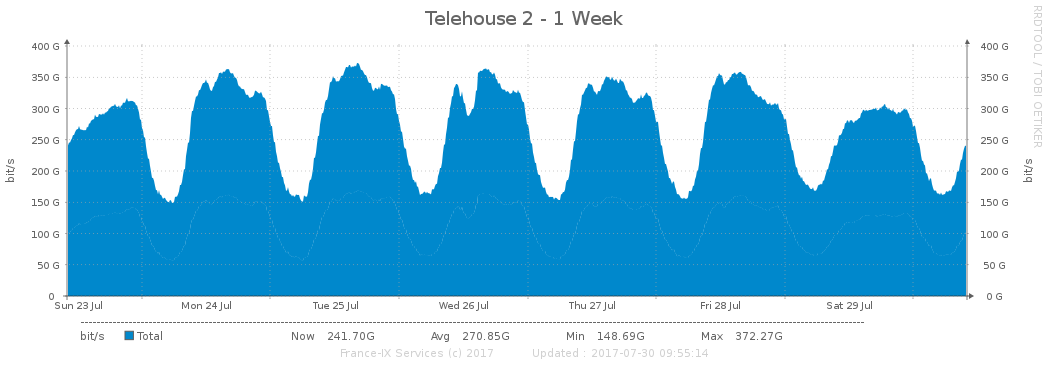 Telehouse 2 - 1 Week
RRDTOOL / TOBI OETIKER
400 G 400 G
350 G 350 G
300 G 300 G
250 G 250 G
200 G 200 G
150 G 150 G
100 G 100 G
50 G 50 G
0 0 G
bit/s
bit/s
Sun 23 Jul Mon 24 Jul Tue 25 Jul Wed 26 Jul Thu 27 Jul Fri 28 Jul Sat 29 Jul
bit/s Total Now 241.70G Avg 270.85G Min 148.69G Max 372.27G
France-IX Services (c) 2017 Updated : 2017-07-30 09:55:14